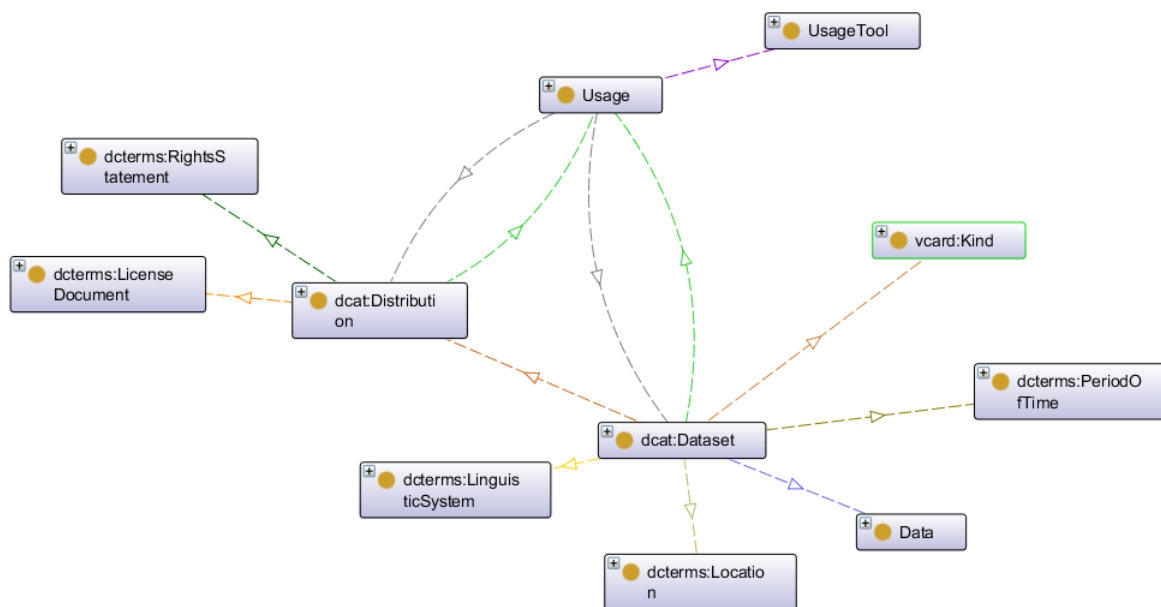 UsageTool
Usage
dcterms:RightsS
tatement
vcard:Kind
dcterms:License
Document
dcat:Distributi
on
dcterms:PeriodO
fTime
dcat:Dataset
dcterms:Linguis
ticSystem
Data
dcterms:Locatio
n